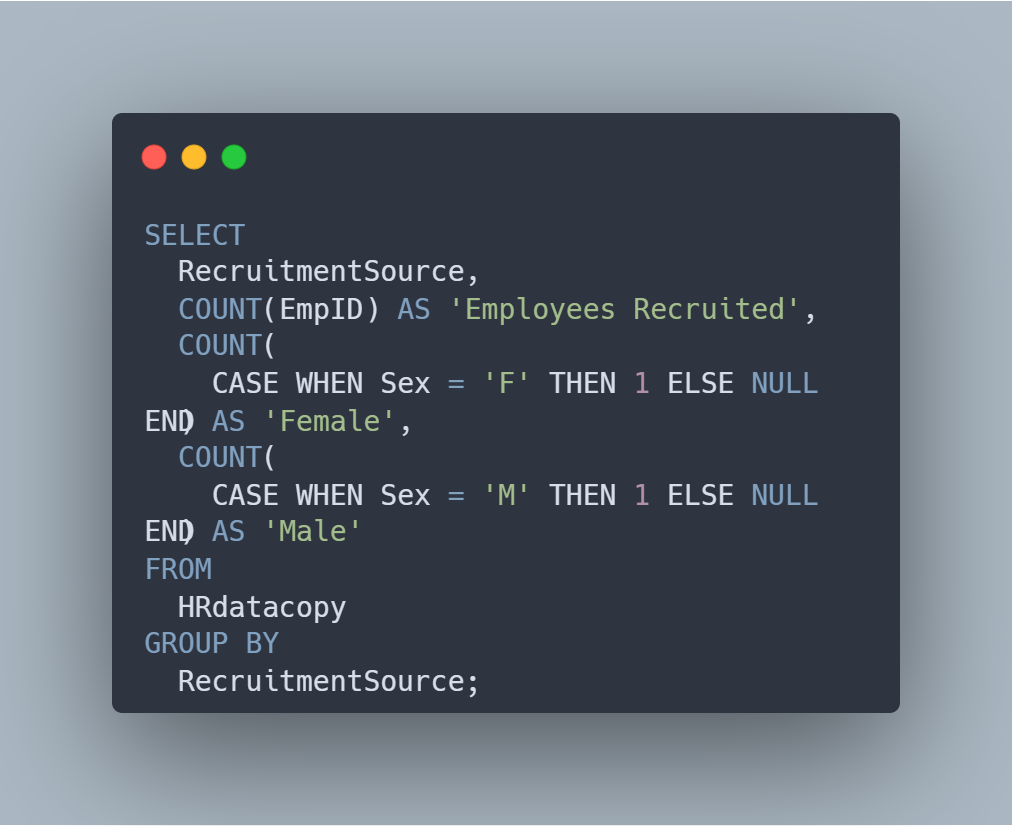 SELECT
  RecruitmentSource,
  COUNT(EmpID) AS 'Employees Recruited',
  COUNT(
    CASE WHEN Sex = 'F' THEN 1 ELSE NULL
END) AS 'Female',
  COUNT(
    CASE WHEN Sex = 'M' THEN 1 ELSE NULL
END) AS 'Male'
FROM
  HRdatacopy
GROUP BY
  RecruitmentSource;